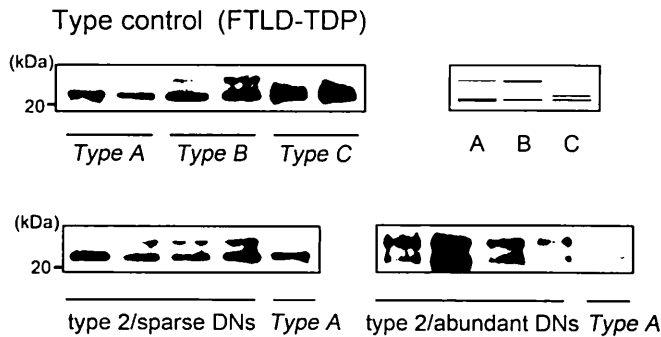 Type control (FTLD-TDP)
(kDa)
20
Type A Type B Type C
A B C
(kDa)
20
type 2/sparse DNs Type A
type 2/abundant DNs Type A